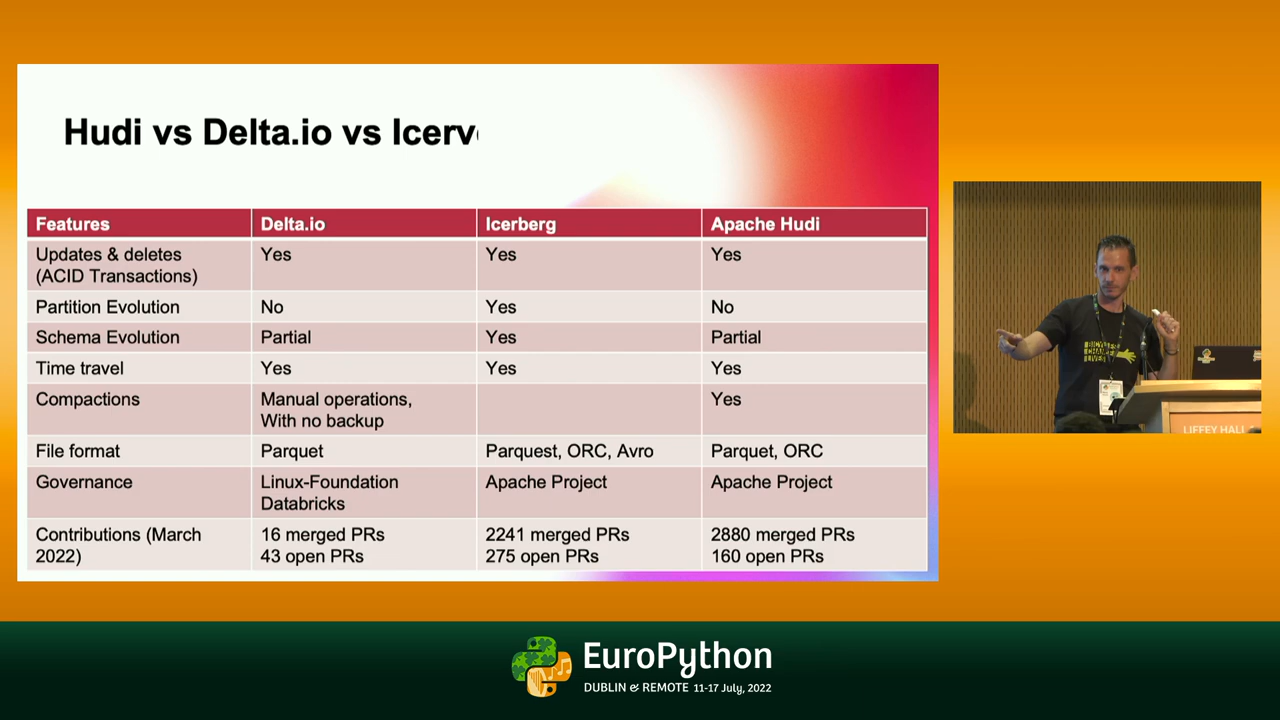 Hudi vs Delta.io vs Icerv
Features Delta.io Icerberg Apache Hudi
Updates & deletes (ACID Transactions) Yes Yes Yes
Partition Evolution No Yes No
Schema Evolution Partial Yes Partial
Time travel Yes Yes Yes
Compactions Manual operations, With no backup Yes
File format Parquet Parquest, ORC, Avro Parquet, ORC
Governance Linux-Foundation Databricks Apache Project Apache Project
Contributions (March 2022) 16 merged PRs 43 open PRs 2241 merged PRs 275 open PRs 2880 merged PRs 160 open PRs
BICYCLES
CHANGE
LIVES
LIFFEY HALL
EuroPython
DUBLIN & REMOTE 11-17 July, 2022